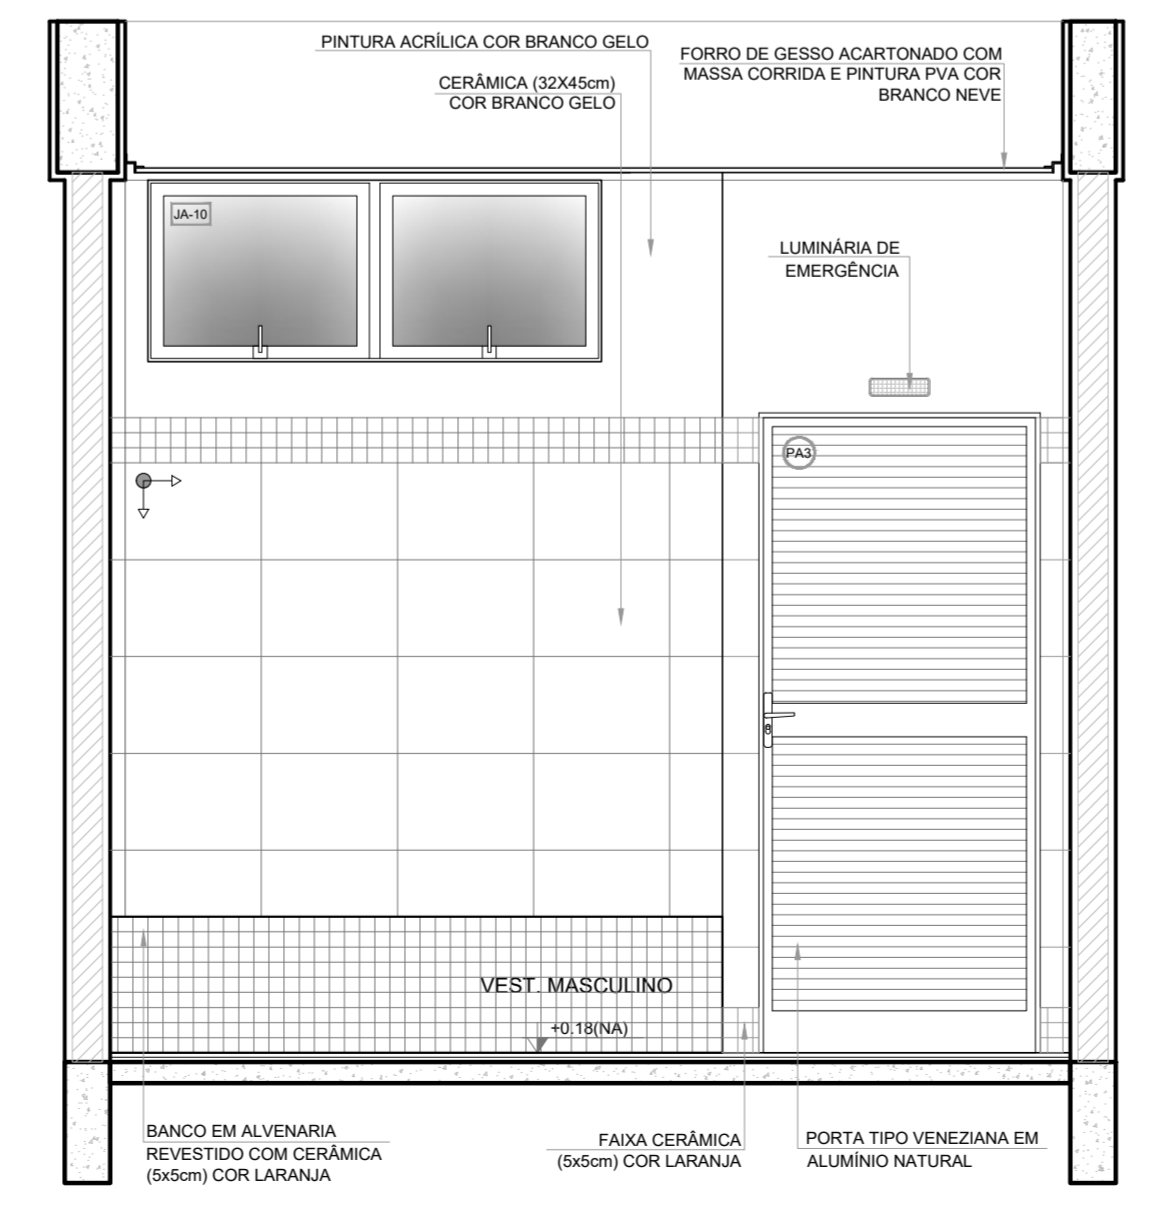 PINTURA ACRÍLICA COR BRANCO GELO
FORRO DE GESSO ACARTONADO COM
MASSA CORRIDA E PINTURA PVA COR
BRANCO NEVE
CERÂMICA (32X45cm)
COR BRANCO GELO
JA-10
LUMINÁRIA DE
EMERGÊNCIA
PA3
VEST. MASCULINO
+0.18(NA)
BANCO EM ALVENARIA
REVESTIDO COM CERÂMICA
(5x5cm) COR LARANJA
FAIXA CERÂMICA
(5x5cm) COR LARANJA
PORTA TIPO VENEZIANA EM
ALUMÍNIO NATURAL